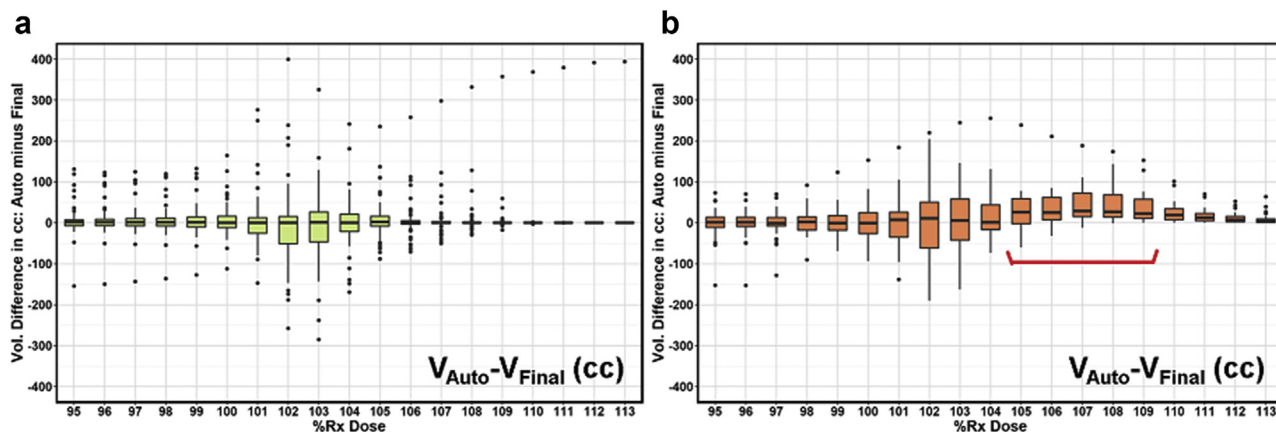 a
Vol. Difference in cc: Auto minus Final
400
300
200
100
0
-100
-200
-300
-400
V_Auto-V_Final (cc)
95 96 97 98 99 100 101 102 103 104 105 106 107 108 109 110 111 112 113
%Rx Dose
b
Vol. Difference in cc: Auto minus Final
400
300
200
100
0
-100
-200
-300
-400
V_Auto-V_Final (cc)
95 96 97 98 99 100 101 102 103 104 105 106 107 108 109 110 111 112 113
%Rx Dose